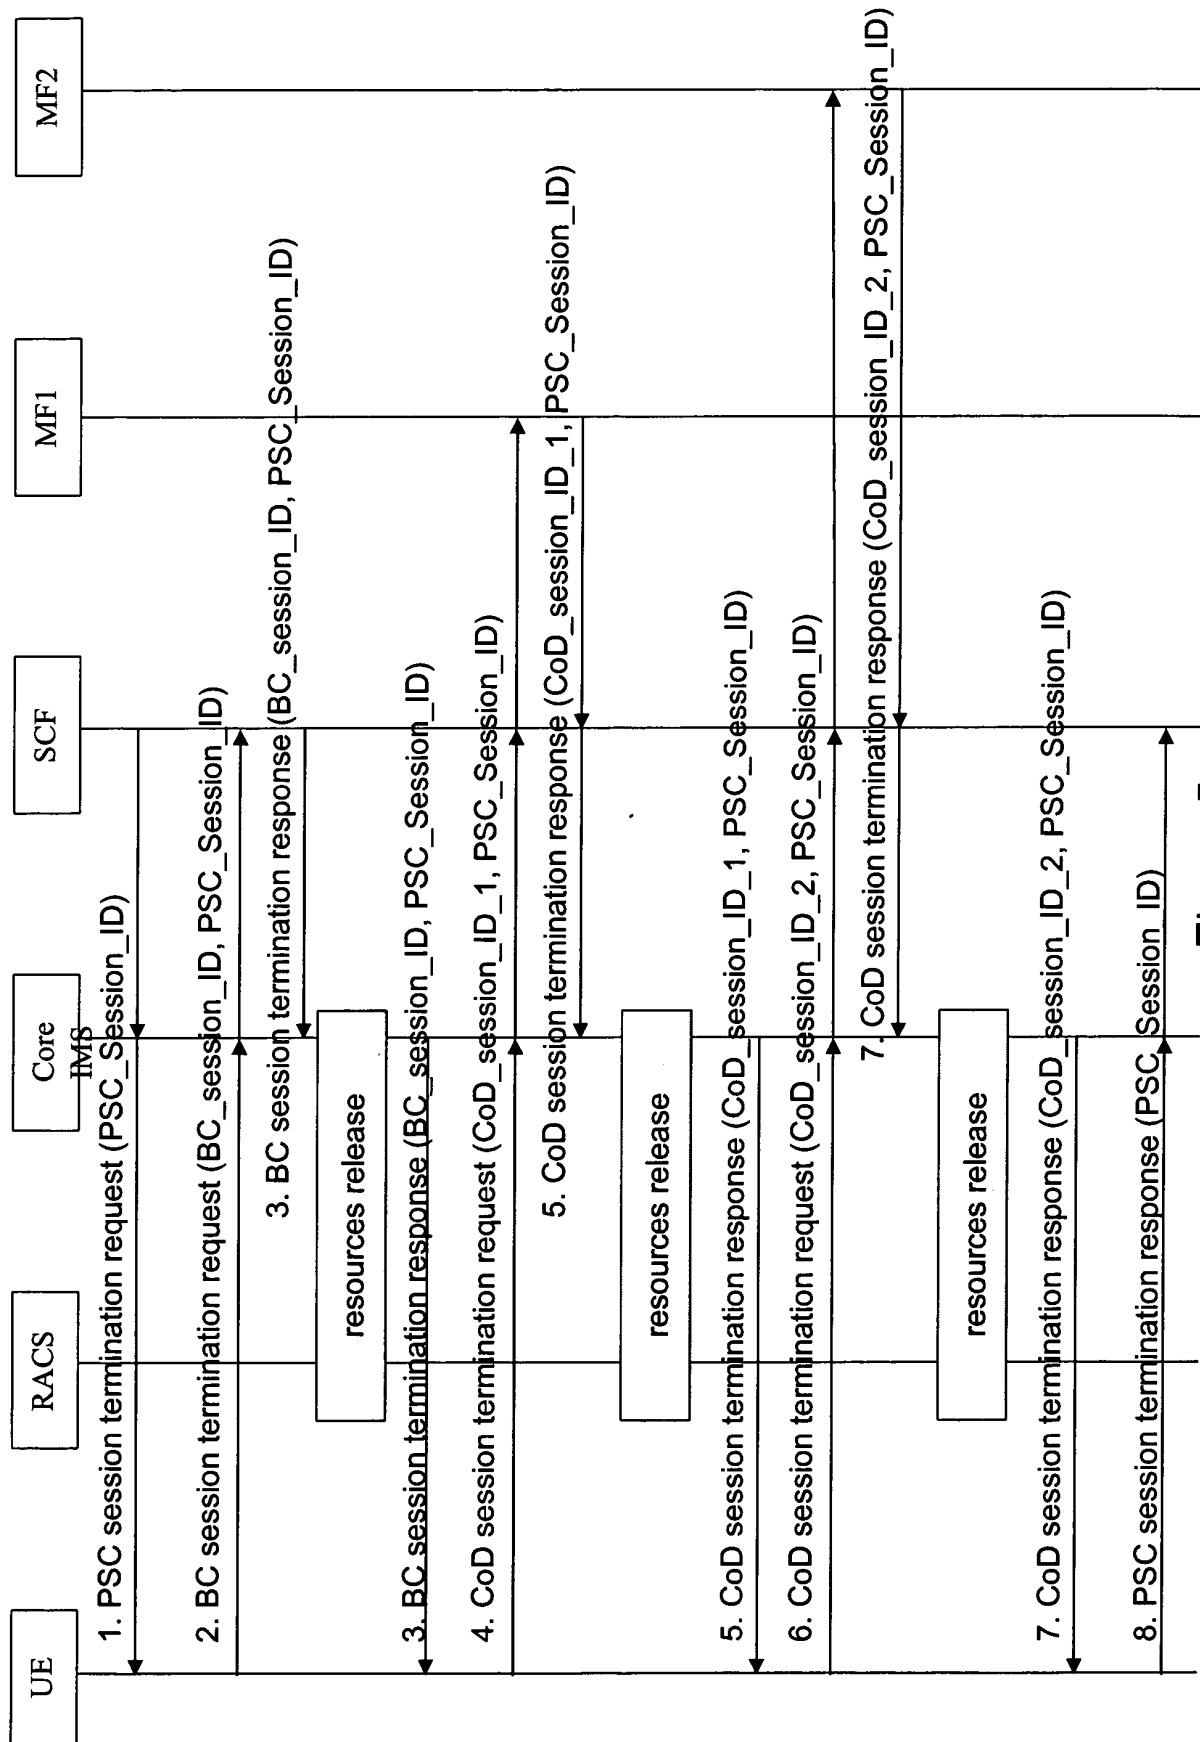 UE
RACS
Core
IMS
SCF
MF1
MF2
1. PSC session termination request (PSC_Session_ID)
2. BC session termination request (BC_session_ID, PSC_Session_ID)
3. BC session termination response (BC_session_ID, PSC_Session_ID)
resources release
3. BC session termination response (BC_session_ID, PSC_Session_ID)
4. CoD session termination request (CoD_session_ID_1, PSC_Session_ID)
5. CoD session termination response (CoD_session_ID_1, PSC_Session_ID)
resources release
5. CoD session termination response (CoD_session_ID_1, PSC_Session_ID)
6. CoD session termination request (CoD_session_ID_2, PSC_Session_ID)
7. CoD session termination response (CoD_session_ID_2, PSC_Session_ID)
resources release
7. CoD session termination response (CoD_session_ID_2, PSC_Session_ID)
8. PSC session termination response (PSC_Session_ID)